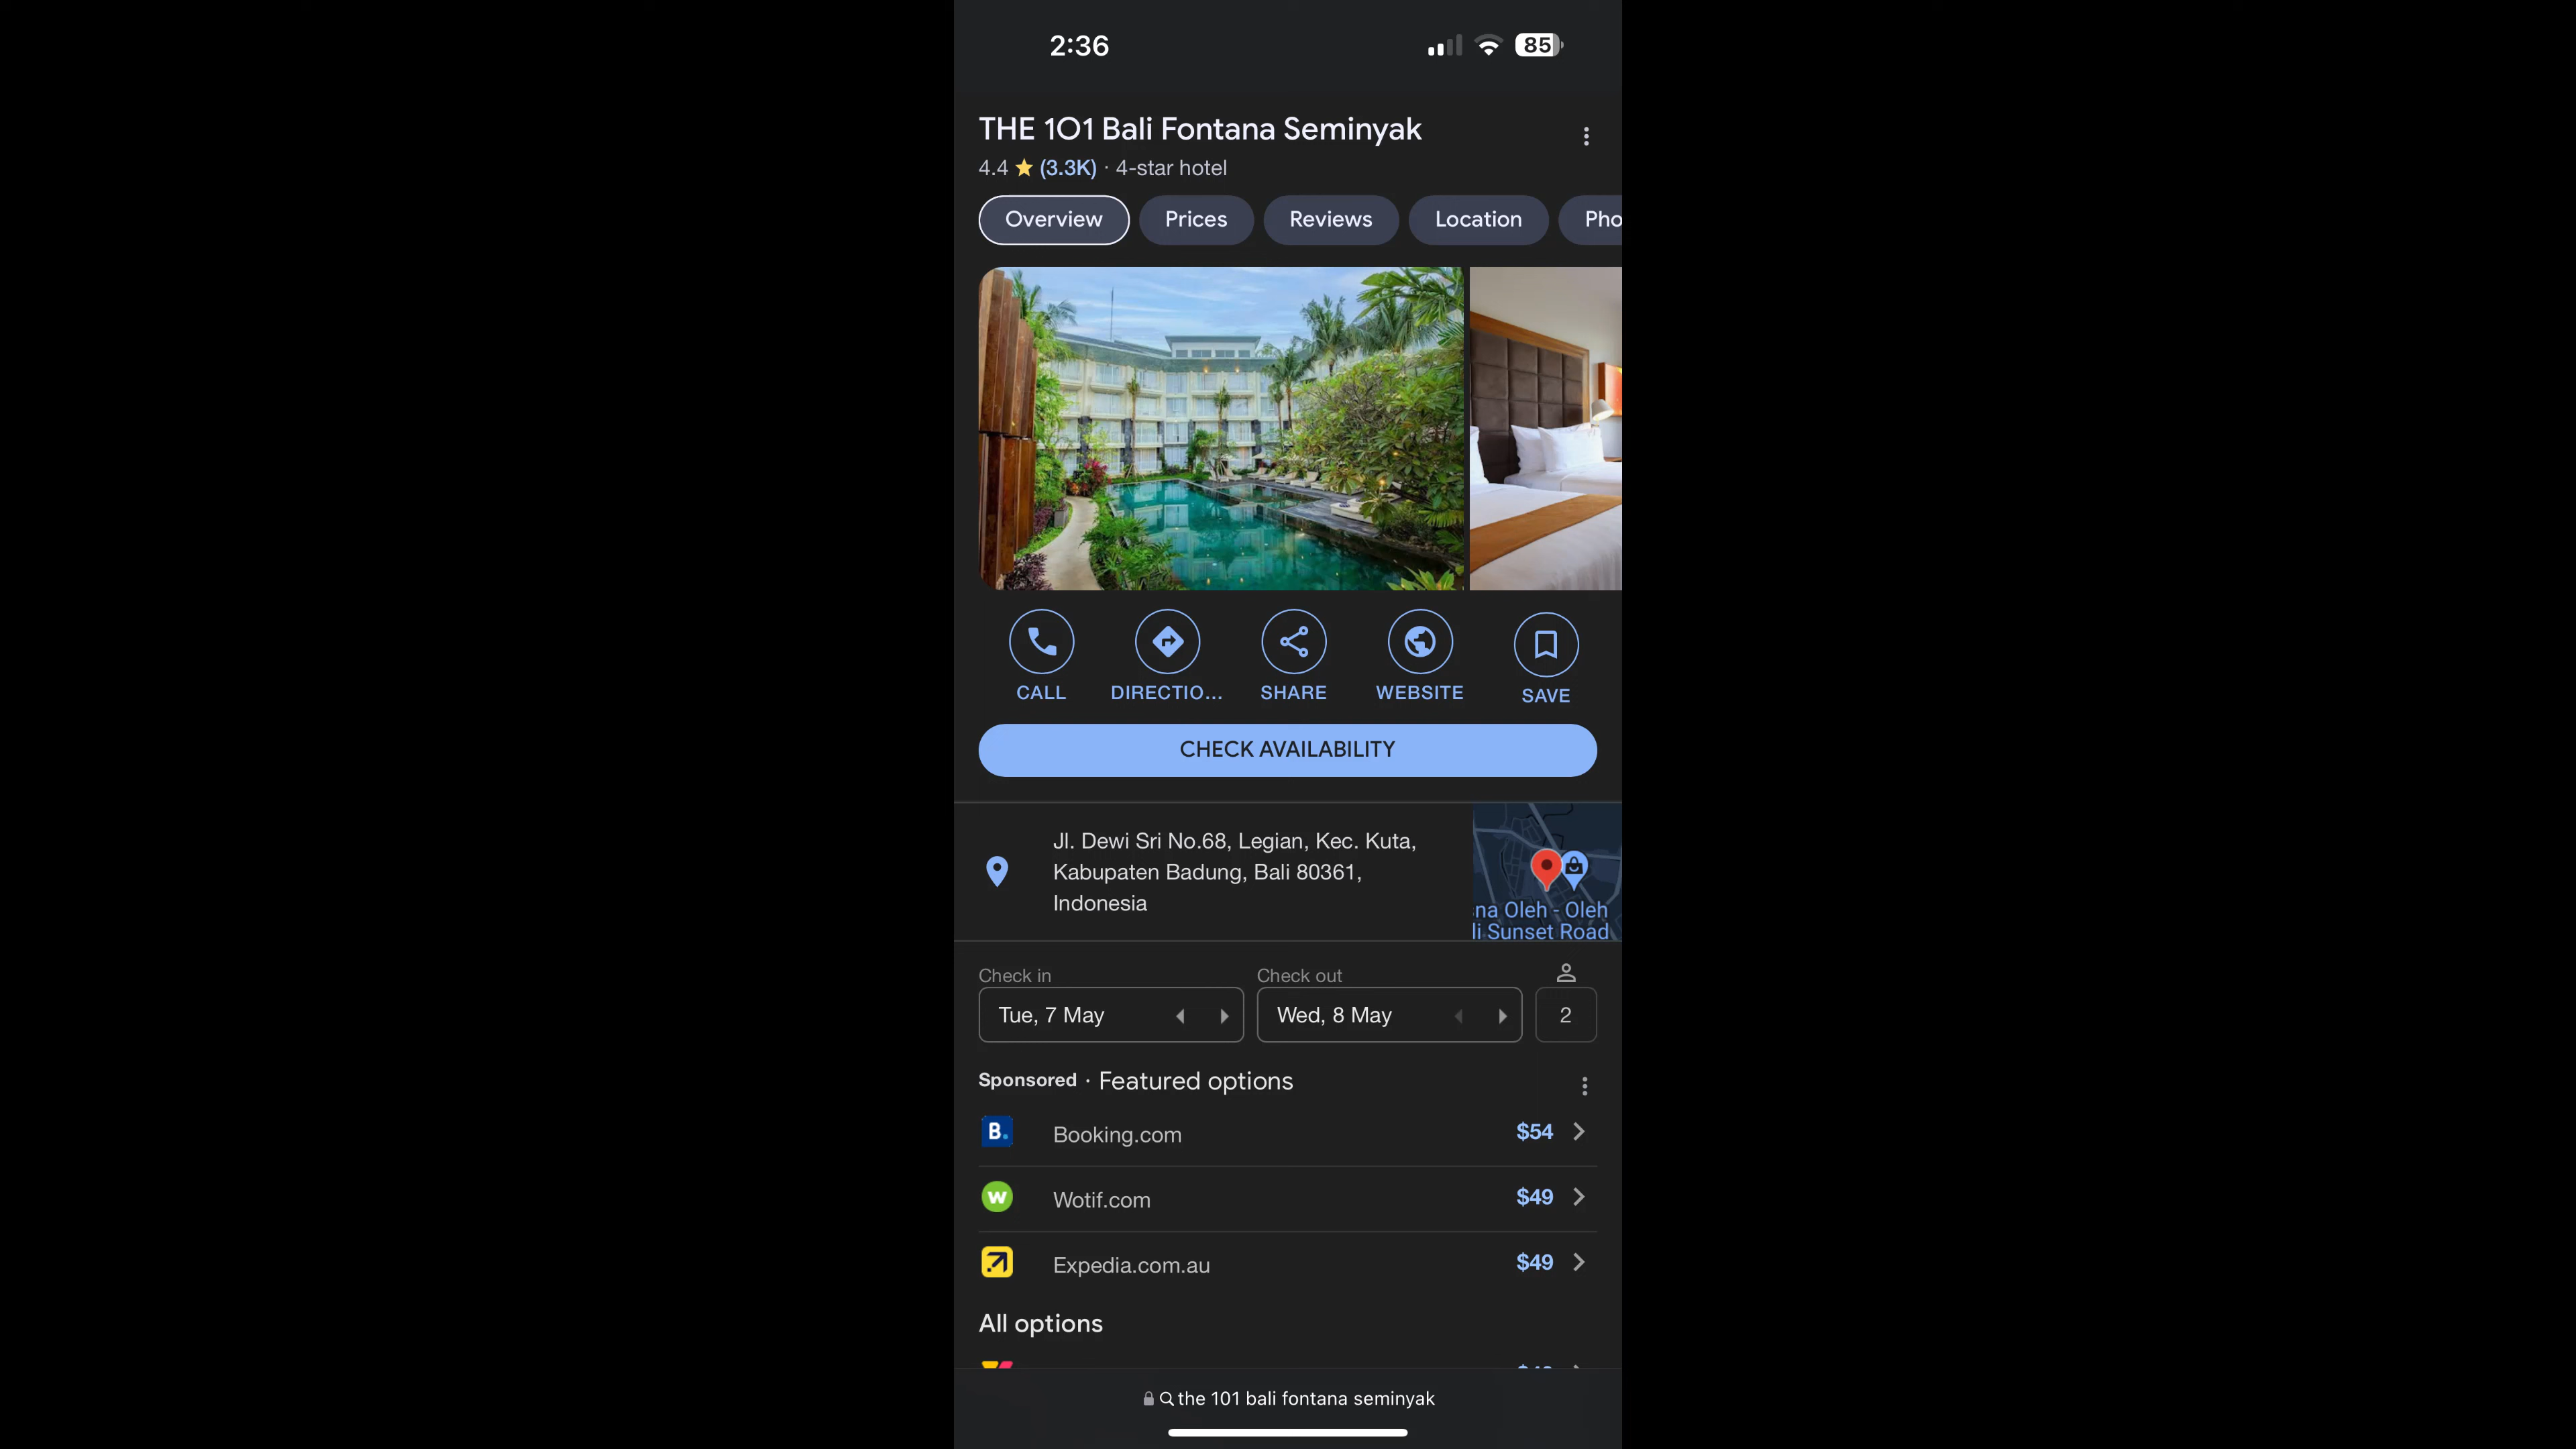 2:36
85
THE 1O1 Bali Fontana Seminyak
4.4 (3.3K) · 4-star hotel
Overview Prices Reviews Location Pho
CALL DIRECTIO... SHARE WEBSITE SAVE
CHECK AVAILABILITY
Jl. Dewi Sri No.68, Legian, Kec. Kuta,
Kabupaten Badung, Bali 80361,
Indonesia
na Oleh - Oleh
li Sunset Road
Check in Check out
Tue, 7 May Wed, 8 May 2
Sponsored · Featured options
B. Booking.com $54
w Wotif.com $49
Expedia.com.au $49
All options
the 101 bali fontana seminyak